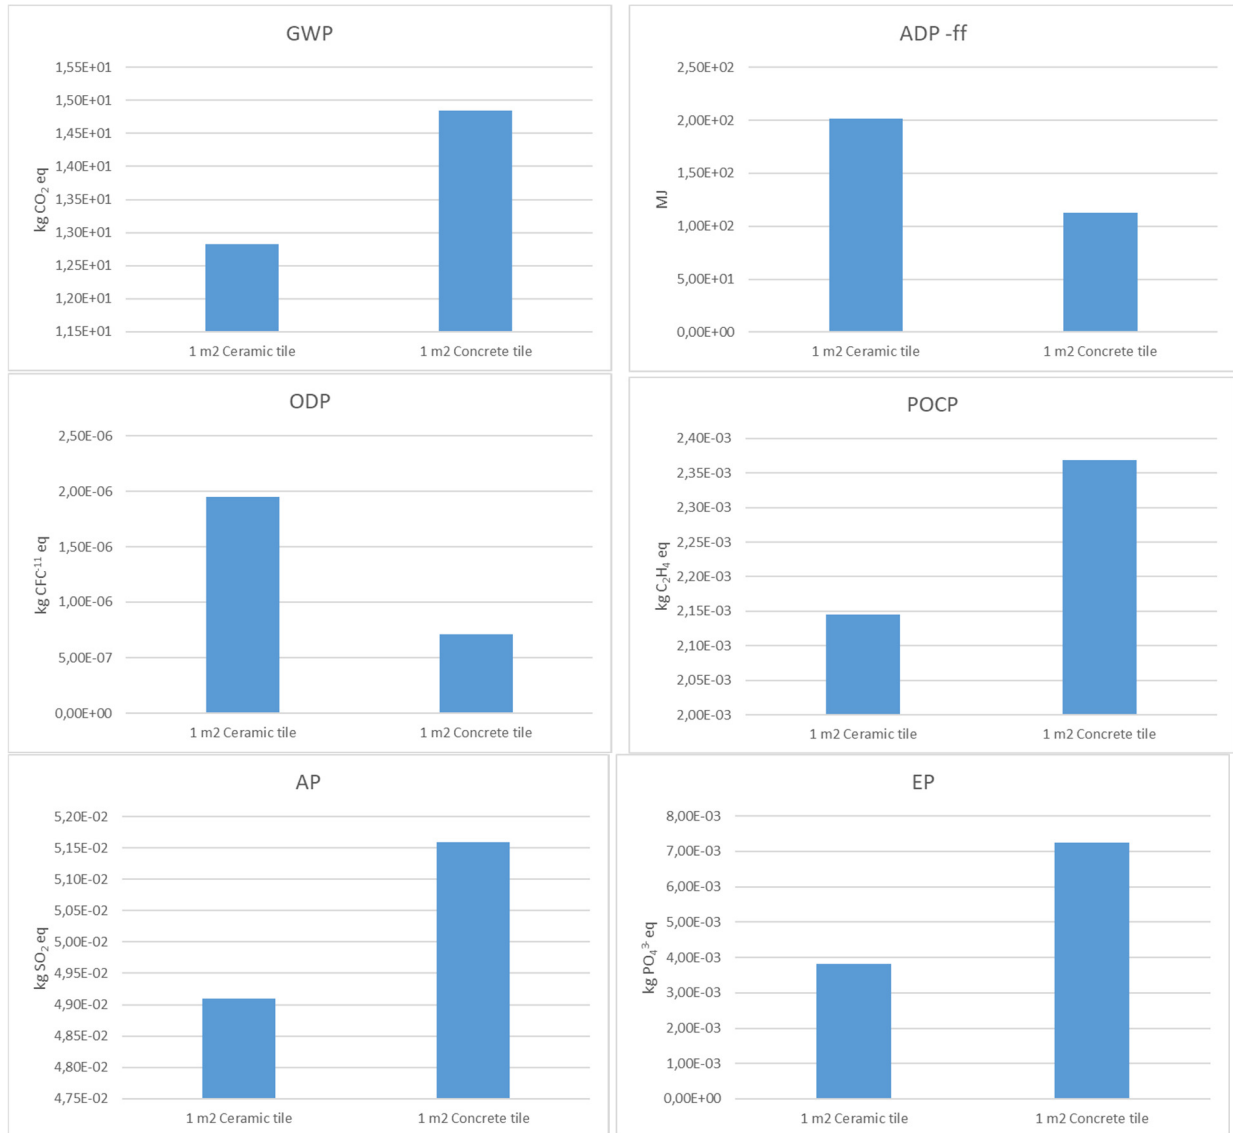 GWP
1,55E+01
1,50E+01
1,45E+01
1,40E+01
1,35E+01
1,30E+01
1,25E+01
1,20E+01
1,15E+01
kg CO₂ eq
1 m2 Ceramic tile
1 m2 Concrete tile
ADP -ff
2,50E+02
2,00E+02
1,50E+02
1,00E+02
5,00E+01
0,00E+00
MJ
1 m2 Ceramic tile
1 m2 Concrete tile
ODP
2,50E-06
2,00E-06
1,50E-06
1,00E-06
5,00E-07
0,00E+00
kg CFC⁻¹¹ eq
1 m2 Ceramic tile
1 m2 Concrete tile
POCP
2,40E-03
2,35E-03
2,30E-03
2,25E-03
2,20E-03
2,15E-03
2,10E-03
2,05E-03
2,00E-03
kg C₂H₄ eq
1 m2 Ceramic tile
1 m2 Concrete tile
AP
5,20E-02
5,15E-02
5,10E-02
5,05E-02
5,00E-02
4,95E-02
4,90E-02
4,85E-02
4,80E-02
4,75E-02
kg SO₂ eq
1 m2 Ceramic tile
1 m2 Concrete tile
EP
8,00E-03
7,00E-03
6,00E-03
5,00E-03
4,00E-03
3,00E-03
2,00E-03
1,00E-03
0,00E+00
kg PO₄³⁻ eq
1 m2 Ceramic tile
1 m2 Concrete tile